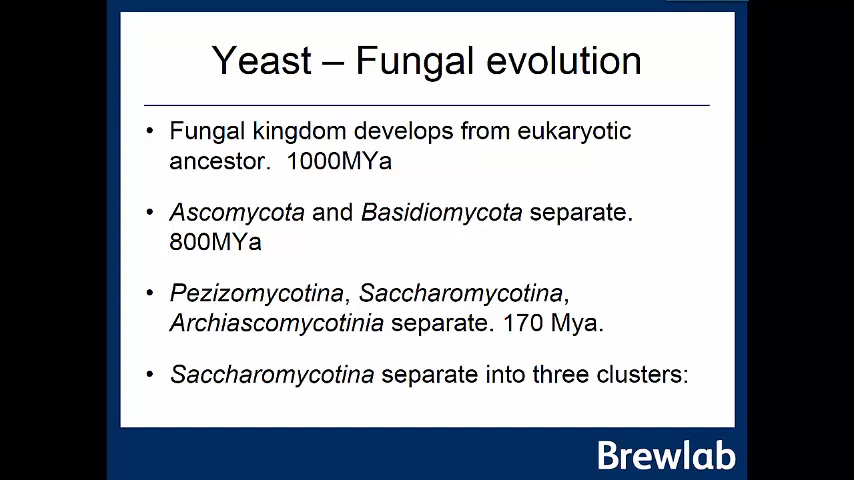 Yeast – Fungal evolution
• Fungal kingdom develops from eukaryotic
ancestor.  1000MYa
• Ascomycota and Basidiomycota separate.
800MYa
• Pezizomycotina, Saccharomycotina,
Archiascomycotinia separate. 170 Mya.
• Saccharomycotina separate into three clusters:
Brewlab